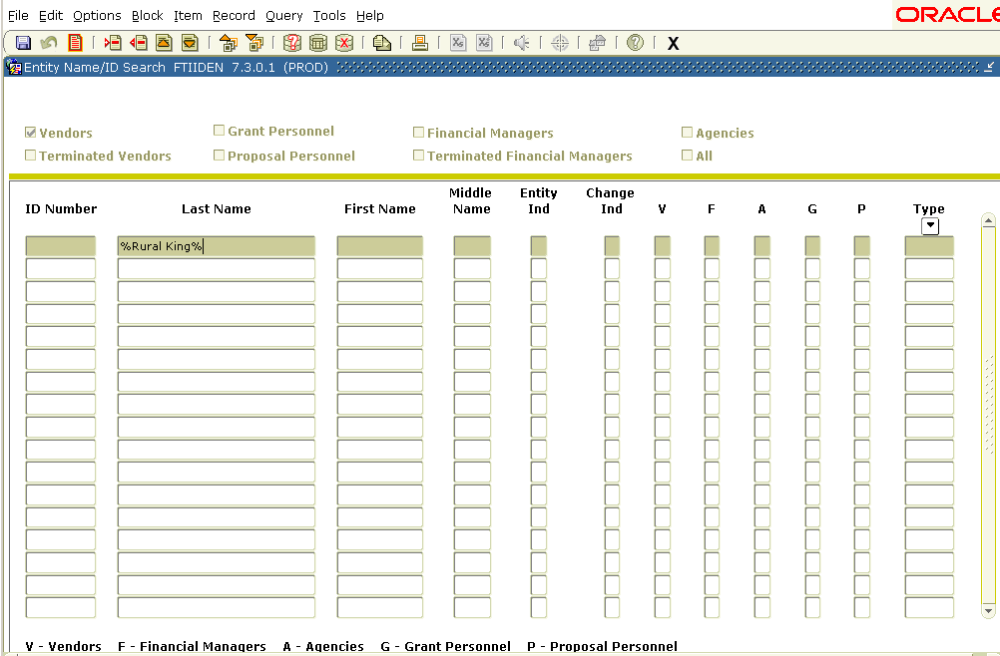 File Edit Options Block Item Record Query Tools Help
ORACLE
Entity Name/ID Search FTIIDEN 7.3.0.1 (PROD)
Vendors Grant Personnel Financial Managers Agencies
Terminated Vendors Proposal Personnel Terminated Financial Managers All
Middle Entity Change
ID Number Last Name First Name Name Ind Ind V F A G P Type
%Rural King%
V - Vendors F - Financial Managers A - Agencies G - Grant Personnel P - Proposal Personnel